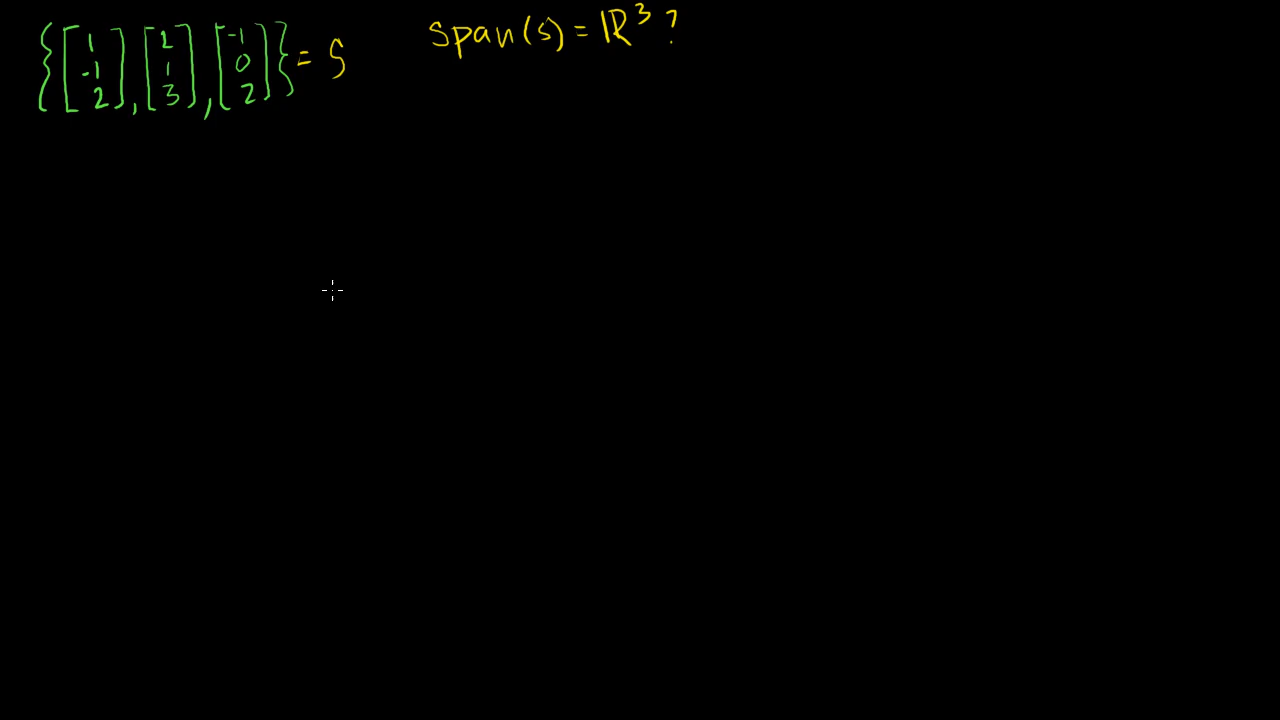 {[1 -1 2], [2 1 3], [-1 0 2]} = S
span(s) = ℝ³ ?